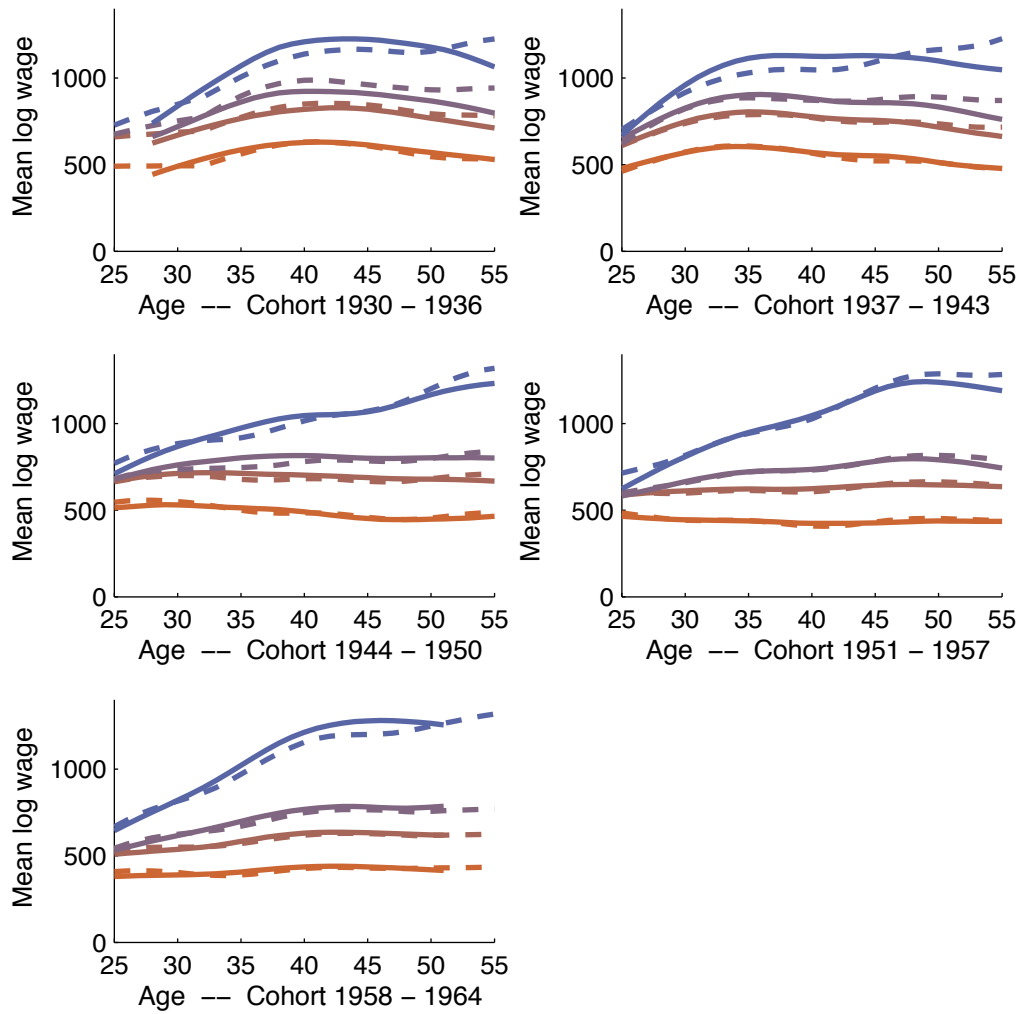 Mean log wage
1000
500
0
25 30 35 40 45 50 55
Age −− Cohort 1930 − 1936
Mean log wage
1000
500
0
25 30 35 40 45 50 55
Age −− Cohort 1937 − 1943
Mean log wage
1000
500
0
25 30 35 40 45 50 55
Age −− Cohort 1944 − 1950
Mean log wage
1000
500
0
25 30 35 40 45 50 55
Age −− Cohort 1951 − 1957
Mean log wage
1000
500
0
25 30 35 40 45 50 55
Age −− Cohort 1958 − 1964